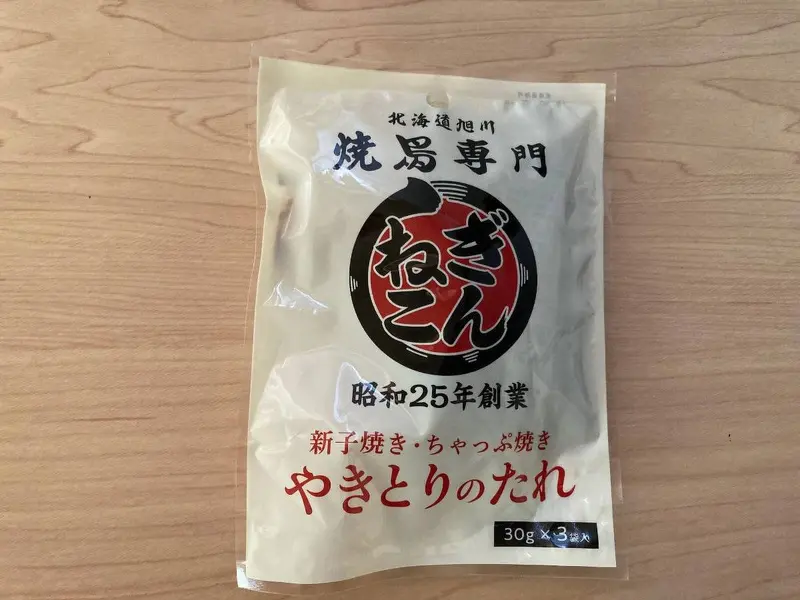 北海道旭川
焼鳥専門
ぎん
ねこ
昭和25年創業
新子焼き・ちゃっぷ焼き
やきとりのたれ
30g×3袋入